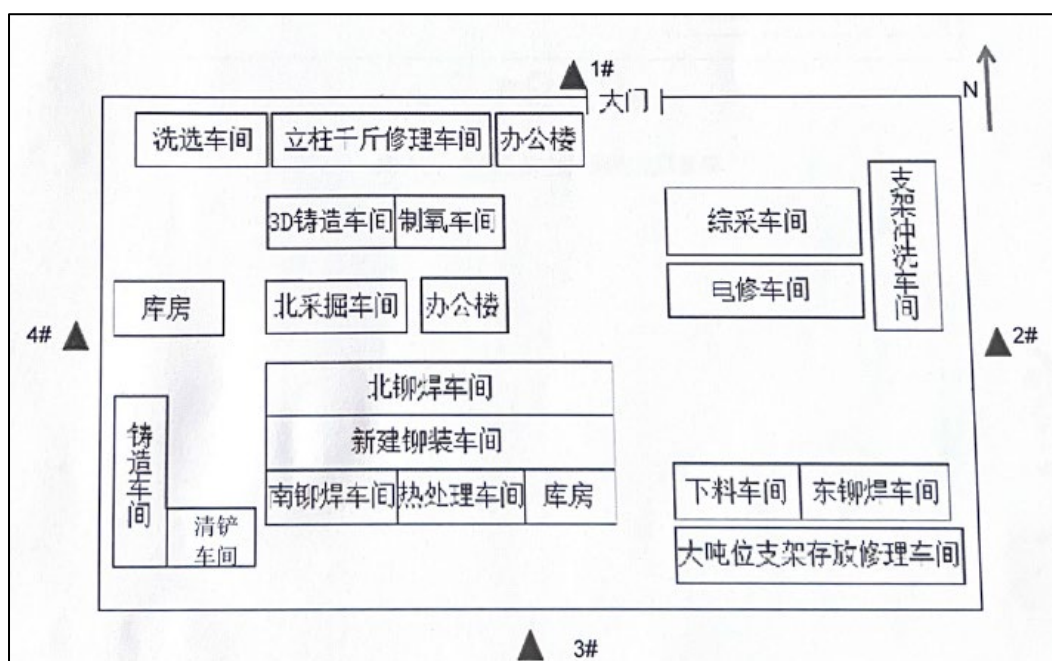 1#
大门
N
洗选车间
立柱千斤修理车间
办公楼
支架冲洗车间
3D铸造车间
制氧车间
综采车间
电修车间
库房
北采掘车间
办公楼
4#
2#
北铆焊车间
铸造车间
新建铆装车间
南铆焊车间
热处理车间
库房
下料车间
东铆焊车间
清铲
车间
大吨位支架存放修理车间
3#